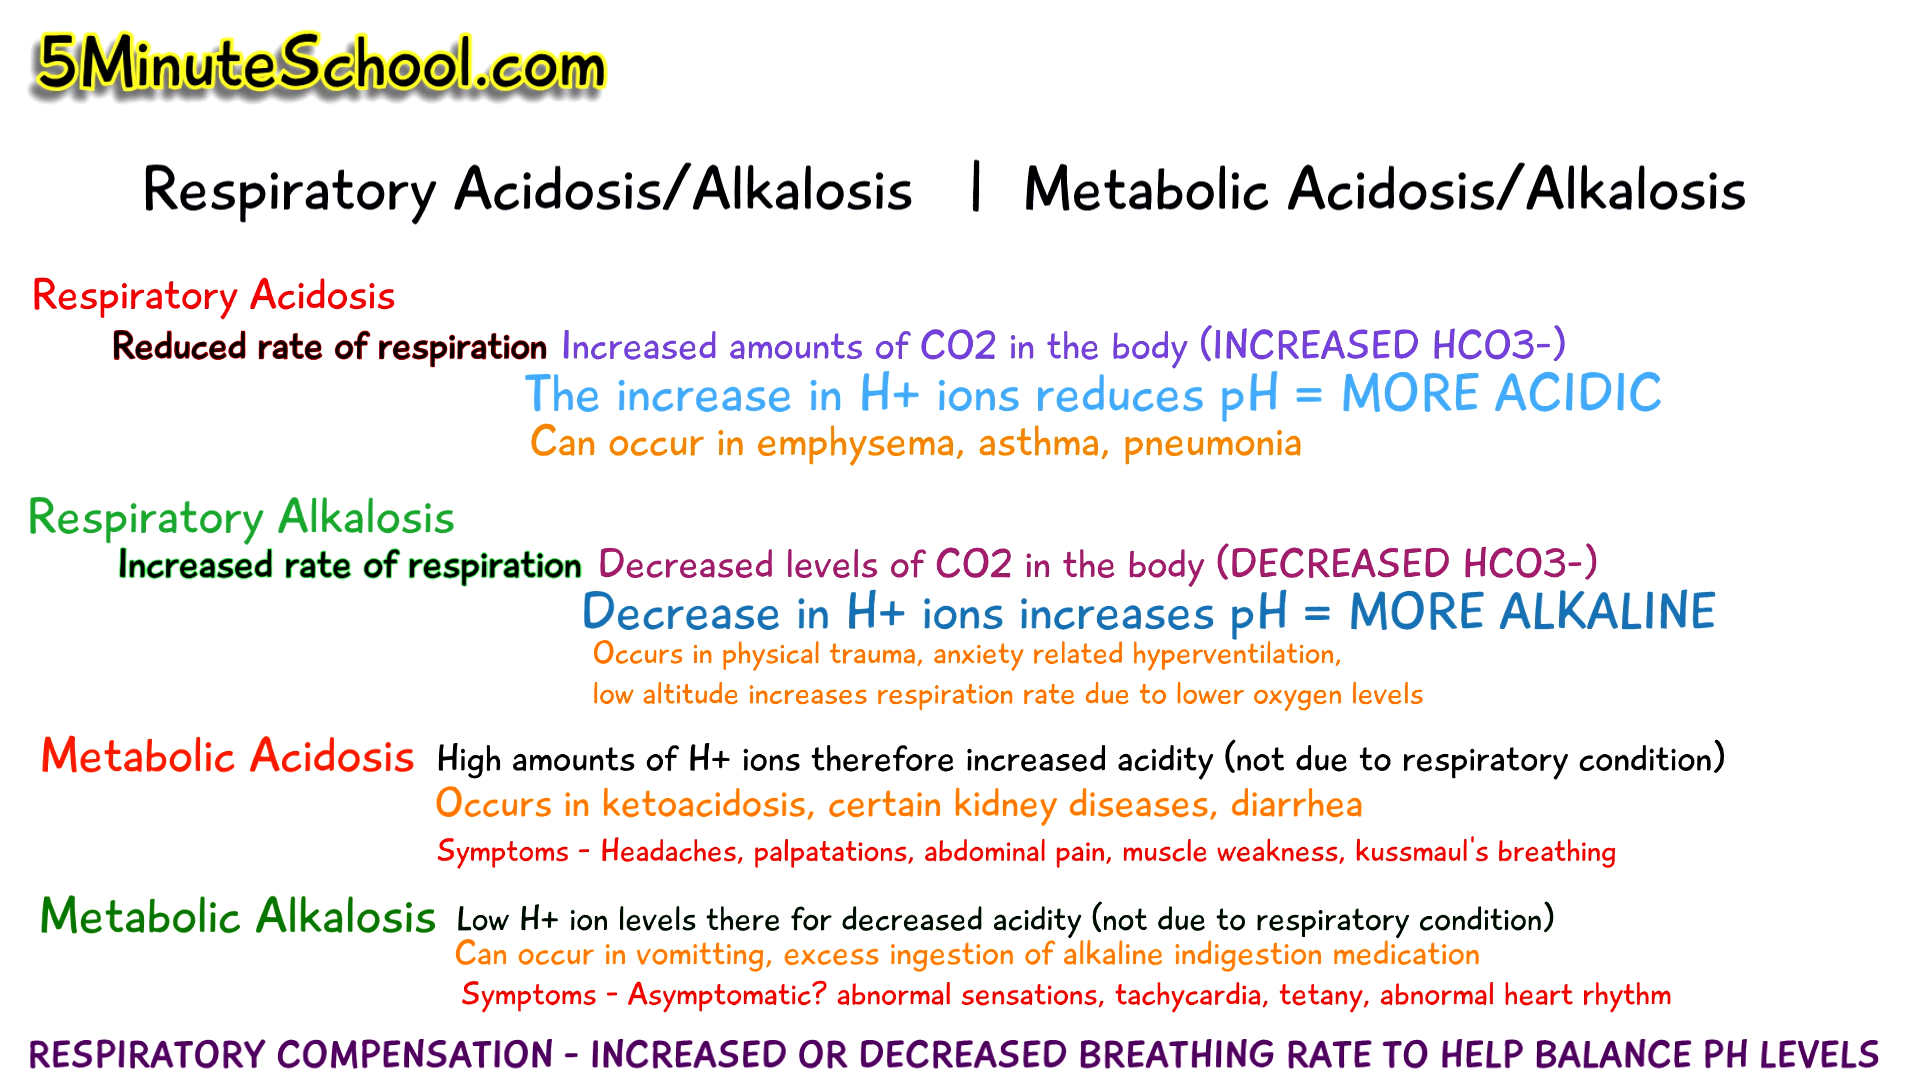 5MinuteSchool.com
Respiratory Acidosis/Alkalosis | Metabolic Acidosis/Alkalosis
Respiratory Acidosis
Reduced rate of respiration Increased amounts of CO2 in the body (INCREASED HCO3-)
The increase in H+ ions reduces pH = MORE ACIDIC
Can occur in emphysema, asthma, pneumonia
Respiratory Alkalosis
Increased rate of respiration Decreased levels of CO2 in the body (DECREASED HCO3-)
Decrease in H+ ions increases pH = MORE ALKALINE
Occurs in physical trauma, anxiety related hyperventilation,
low altitude increases respiration rate due to lower oxygen levels
Metabolic Acidosis High amounts of H+ ions therefore increased acidity (not due to respiratory condition)
Occurs in ketoacidosis, certain kidney diseases, diarrhea
Symptoms - Headaches, palpatations, abdominal pain, muscle weakness, kussmaul's breathing
Metabolic Alkalosis Low H+ ion levels there for decreased acidity (not due to respiratory condition)
Can occur in vomitting, excess ingestion of alkaline indigestion medication
Symptoms - Asymptomatic? abnormal sensations, tachycardia, tetany, abnormal heart rhythm
RESPIRATORY COMPENSATION - INCREASED OR DECREASED BREATHING RATE TO HELP BALANCE PH LEVELS